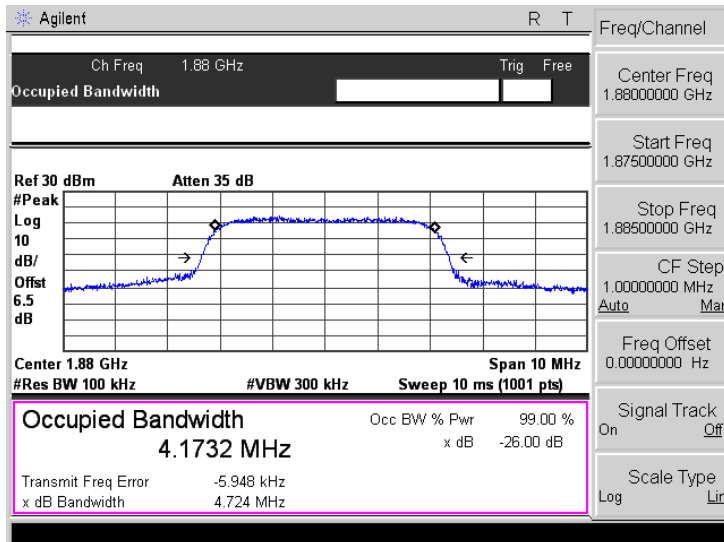 Agilent R T
Freq/Channel
Ch Freq 1.88 GHz Trig Free
Occupied Bandwidth
Center Freq
1.88000000 GHz
Start Freq
1.87500000 GHz
Stop Freq
1.88500000 GHz
CF Step
1.00000000 MHz
Auto Man
Freq Offset
0.00000000 Hz
Signal Track
On Off
Scale Type
Log Lin
Ref 30 dBm Atten 35 dB
#Peak
Log
10
dB/
Offst
6.5
dB
Center 1.88 GHz Span 10 MHz
#Res BW 100 kHz #VBW 300 kHz Sweep 10 ms (1001 pts)
Occupied Bandwidth Occ BW % Pwr 99.00 %
4.1732 MHz x dB -26.00 dB
Transmit Freq Error -5.948 kHz
x dB Bandwidth 4.724 MHz